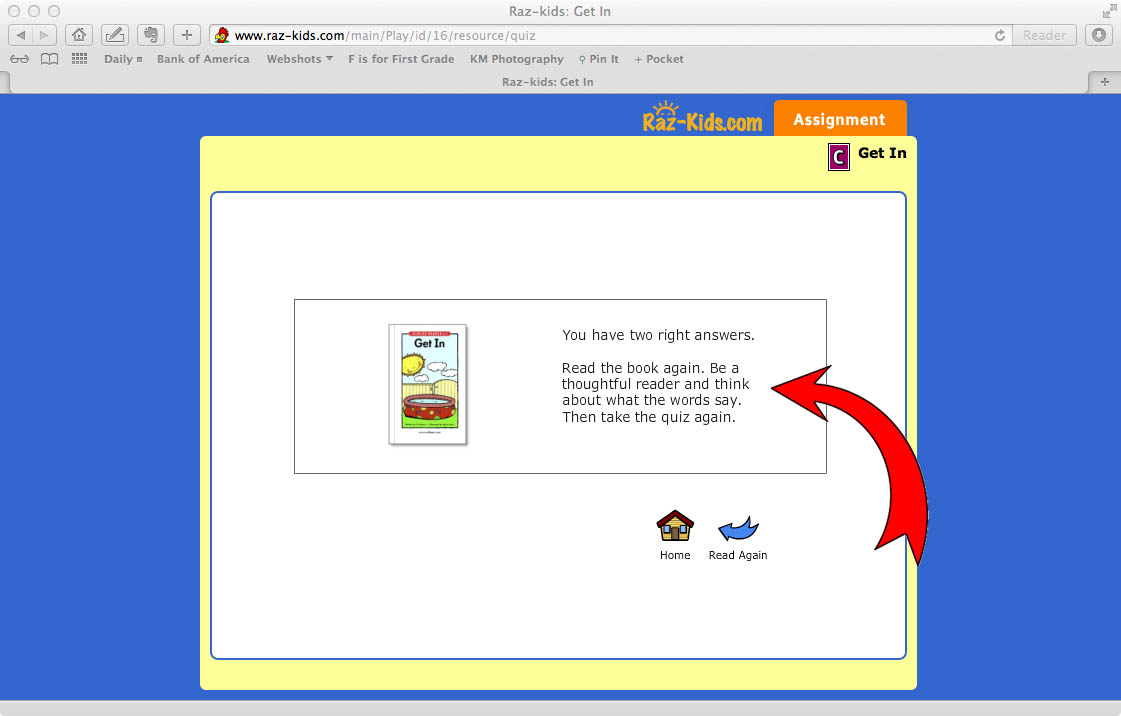 Raz-kids: Get In
www.raz-kids.com/main/Play/id/16/resource/quiz
Reader
Daily Bank of America Webshots F is for First Grade KM Photography Pin It + Pocket
Raz-kids: Get In
Raz-Kids.com
Assignment
C Get In
Get In
You have two right answers.
Read the book again. Be a
thoughtful reader and think
about what the words say.
Then take the quiz again.
Home Read Again